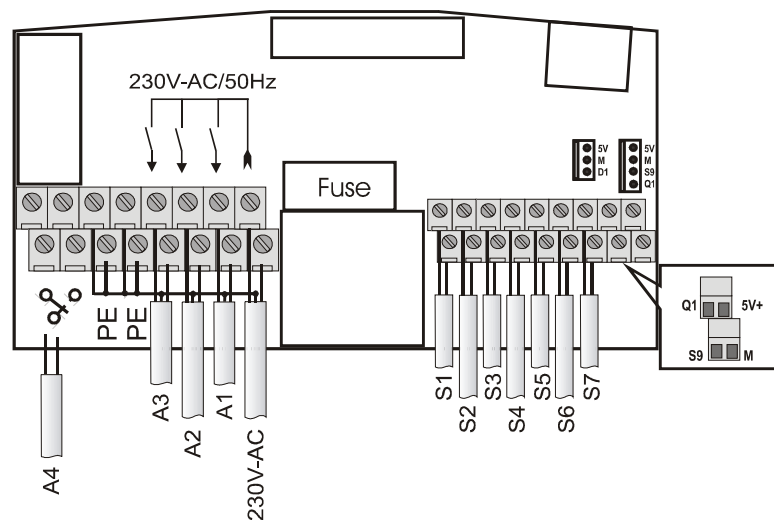 230V-AC/50Hz
Fuse
5V
M
D1
5V
M
S9
Q1
PE
PE
A4
A3
A2
A1
230V-AC
S1
S2
S3
S4
S5
S6
S7
Q1 5V+
S9 M